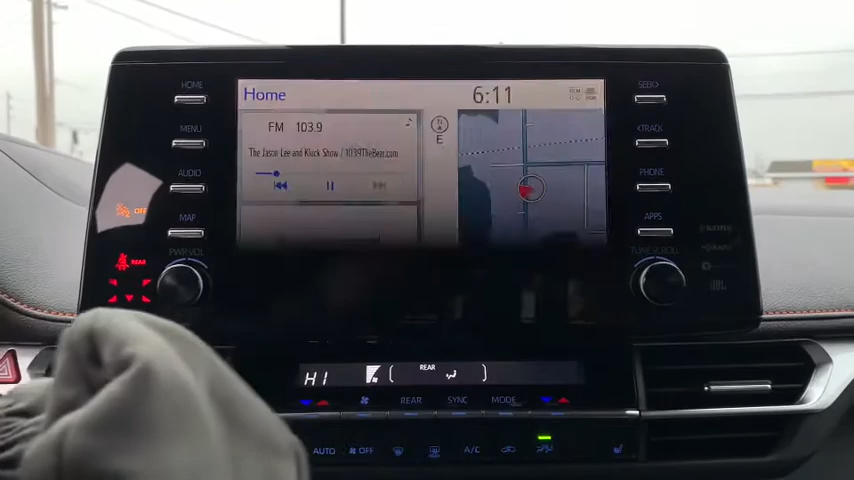 HOME
MENU
AUDIO
MAP
PWR·VOL
OFF
REAR
Home
6:11
FM 103.9
The Jason Lee and Kluck Show / 1039TheBear.com
N
E
SEEK>
<TRACK
PHONE
APPS
TUNE·SCROLL
JBL
HI
REAR
REAR
SYNC
MODE
AUTO
OFF
A/C